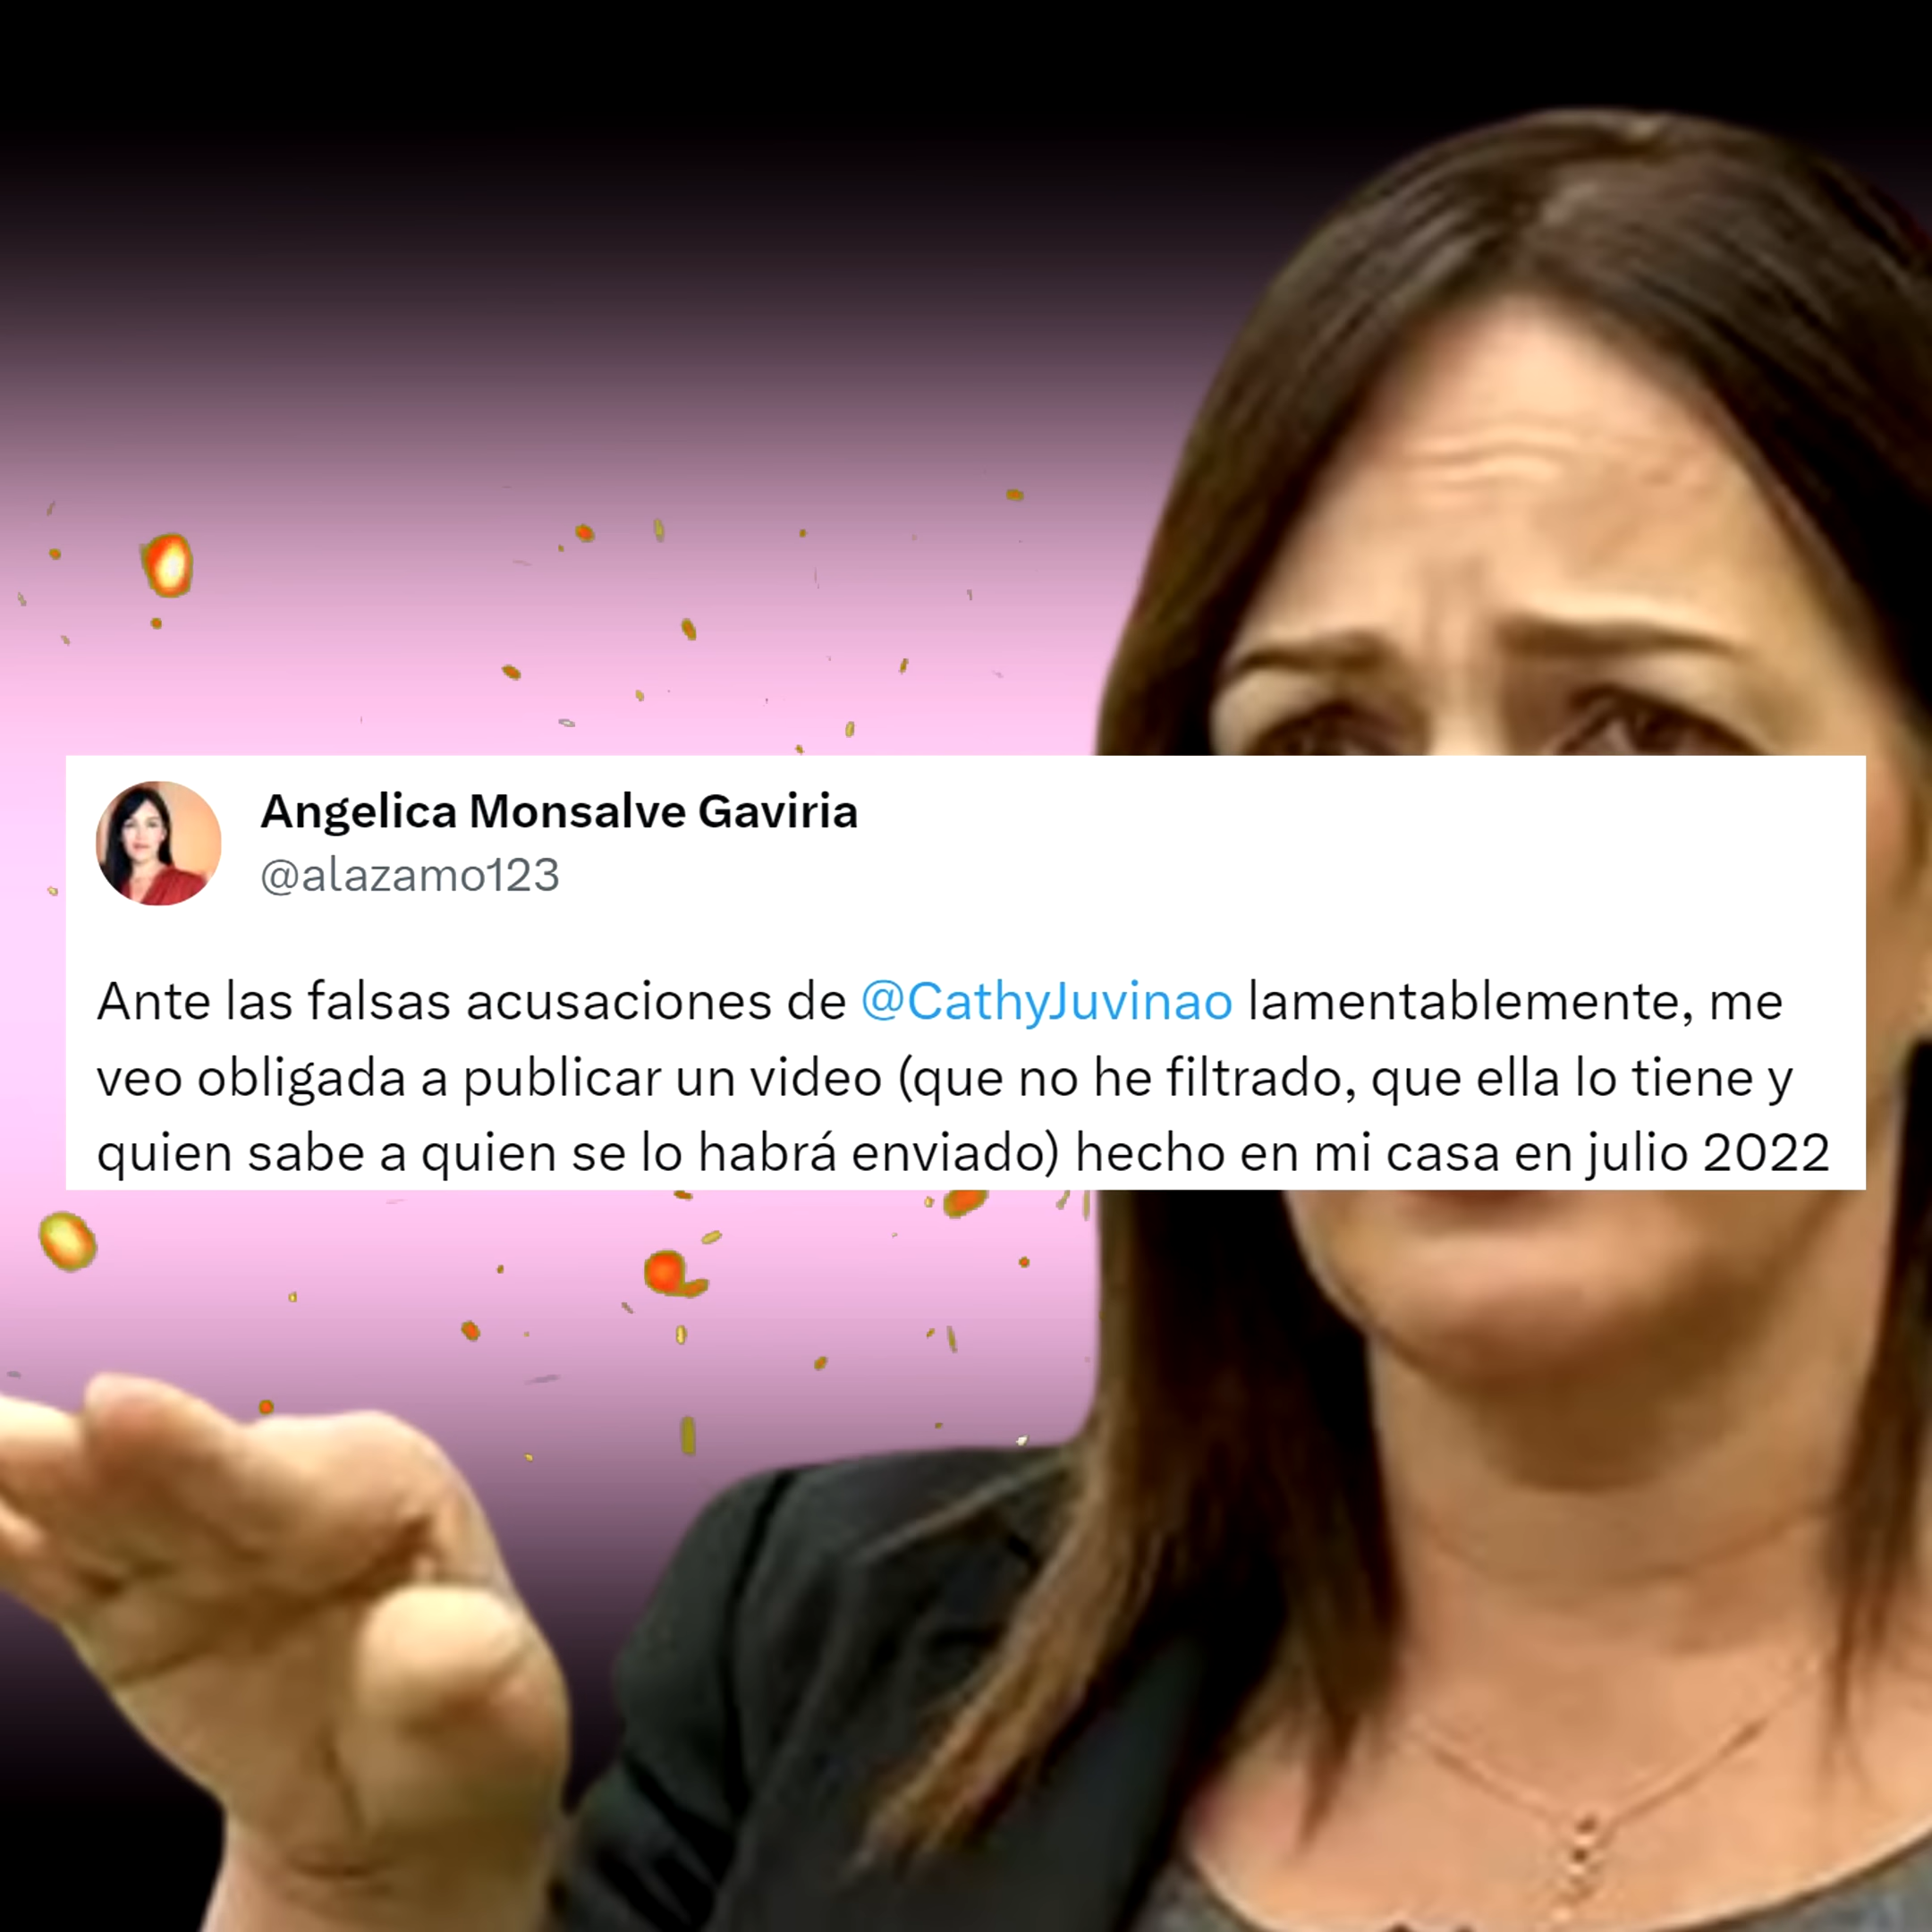 Angelica Monsalve Gaviria
@alazamo123
Ante las falsas acusaciones de @CathyJuvinao lamentablemente, me
veo obligada a publicar un video (que no he filtrado, que ella lo tiene y
quien sabe a quien se lo habrá enviado) hecho en mi casa en julio 2022